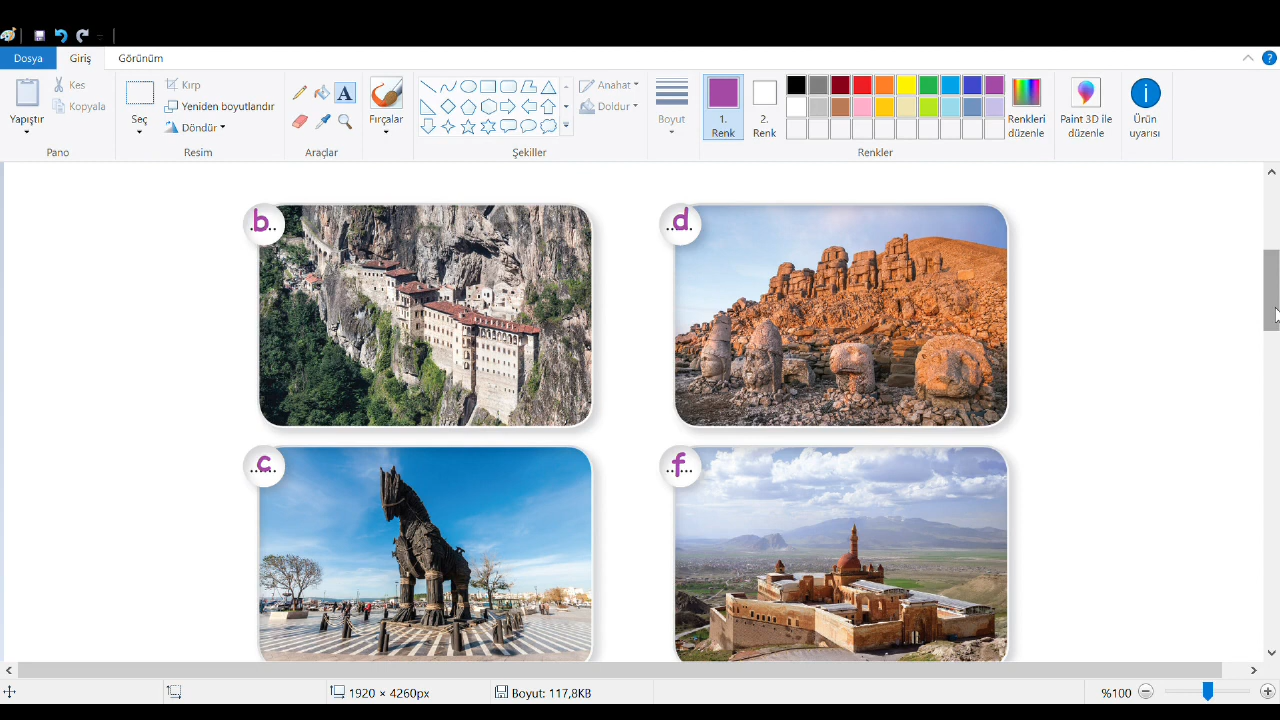 Dosya Giriş Görünüm
Yapıştır
Kes
Kopyala
Pano
Seç
Kırp
Yeniden boyutlandır
Döndür
Resim
A
Araçlar
Fırçalar
Anahat
Doldur
Şekiller
Boyut
1.
Renk
2.
Renk
Renkleri
düzenle
Renkler
Paint 3D ile
düzenle
Ürün
uyarısı
..b..
..d..
..c..
..f..
1920 × 4260px
Boyut: 117,8KB
%100